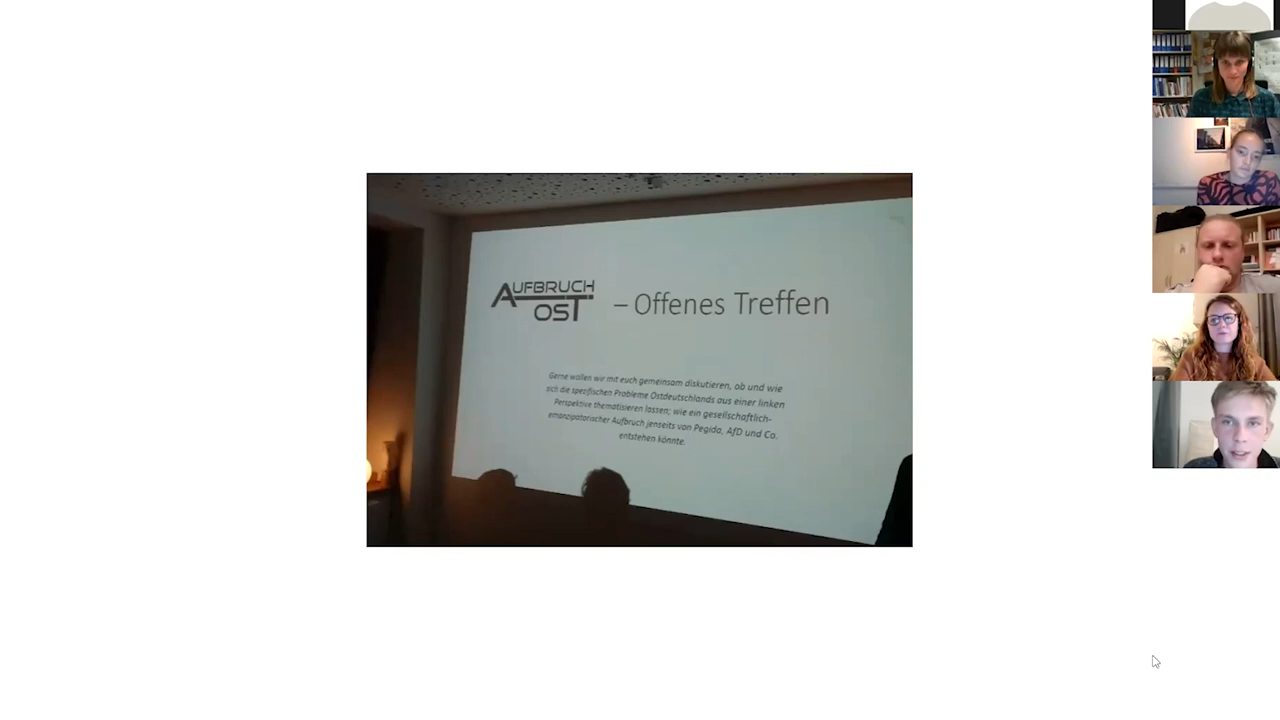 AUFBRUCH
OST
– Offenes Treffen
Gerne wollen wir mit euch gemeinsam diskutieren, ob und wie
sich die spezifischen Probleme Ostdeutschlands aus einer linken
Perspektive thematisieren lassen; wie ein gesellschaftlich-
emanzipatorischer Aufbruch jenseits von Pegida, AfD und Co.
entstehen könnte.